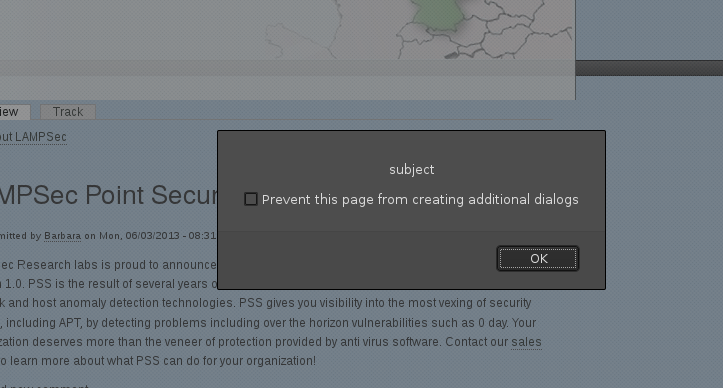 iew Track
out LAMPSec
MPSec Point Secur
mitted by Barbara on Mon, 06/03/2013 - 08:31
subject
Prevent this page from creating additional dialogs
OK
ec Research labs is proud to announce
1.0. PSS is the result of several years o
k and host anomaly detection technologies. PSS gives you visibility into the most vexing of security
, including APT, by detecting problems including over the horizon vulnerabilities such as 0 day. Your
zation deserves more than the veneer of protection provided by anti virus software. Contact our sales
o learn more about what PSS can do for your organization!